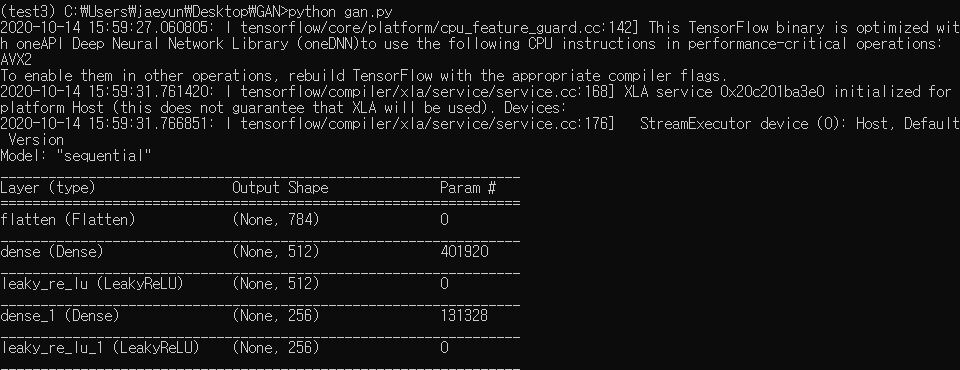 (test3) C:₩Users₩jaeyun₩Desktop₩GAN>python gan.py
2020-10-14 15:59:27.060805: I tensorflow/core/platform/cpu_feature_guard.cc:142] This TensorFlow binary is optimized wit
h oneAPI Deep Neural Network Library (oneDNN)to use the following CPU instructions in performance-critical operations:
AVX2
To enable them in other operations, rebuild TensorFlow with the appropriate compiler flags.
2020-10-14 15:59:31.761420: I tensorflow/compiler/xla/service/service.cc:168] XLA service 0x20c201ba3e0 initialized for
platform Host (this does not guarantee that XLA will be used). Devices:
2020-10-14 15:59:31.766851: I tensorflow/compiler/xla/service/service.cc:176]   StreamExecutor device (0): Host, Default
 Version
Model: "sequential"
_________________________________________________________________
Layer (type)                 Output Shape              Param #
=================================================================
flatten (Flatten)            (None, 784)               0
_________________________________________________________________
dense (Dense)                (None, 512)               401920
_________________________________________________________________
leaky_re_lu (LeakyReLU)      (None, 512)               0
_________________________________________________________________
dense_1 (Dense)              (None, 256)               131328
_________________________________________________________________
leaky_re_lu_1 (LeakyReLU)    (None, 256)               0
_________________________________________________________________